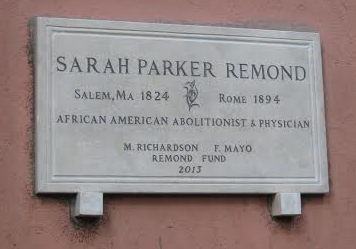 SARAH PARKER REMOND
SALEM, MA 1824 ROME 1894
AFRICAN AMERICAN ABOLITIONIST & PHYSICIAN
M. RICHARDSON F. MAYO
REMOND FUND
2013